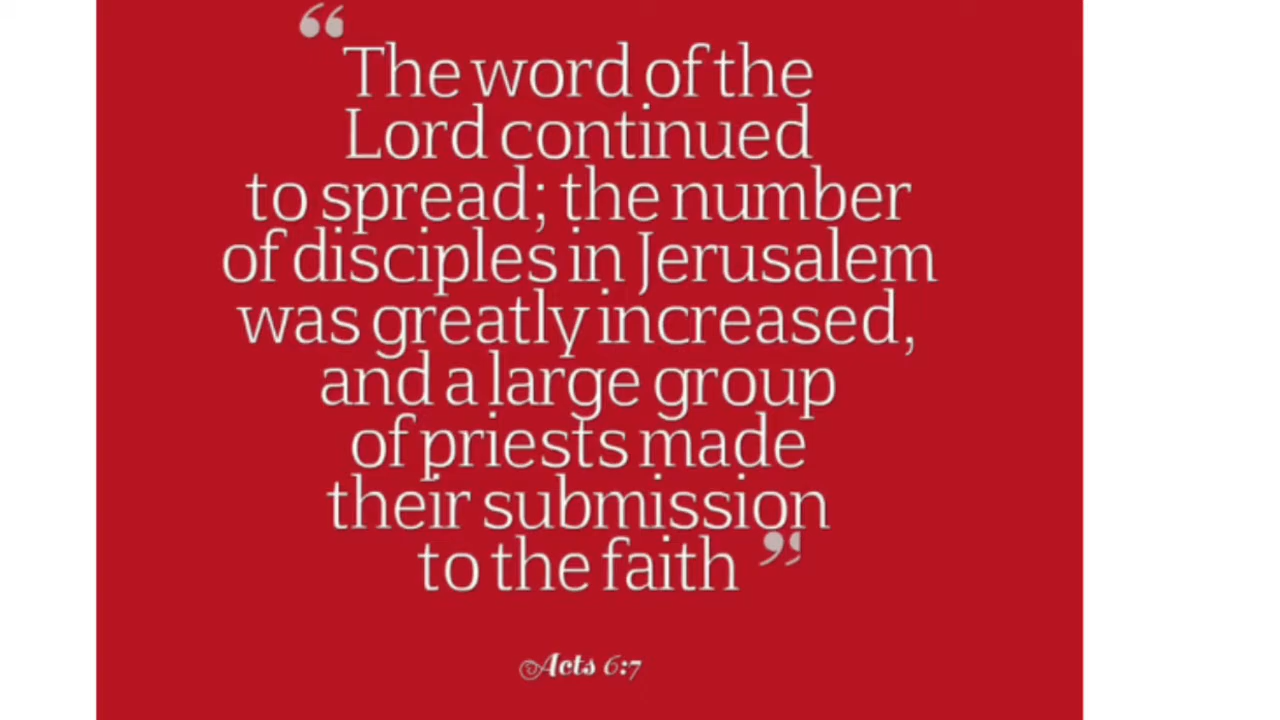 “The word of the
Lord continued
to spread; the number
of disciples in Jerusalem
was greatly increased,
and a large group
of priests made
their submission
to the faith”
Acts 6:7